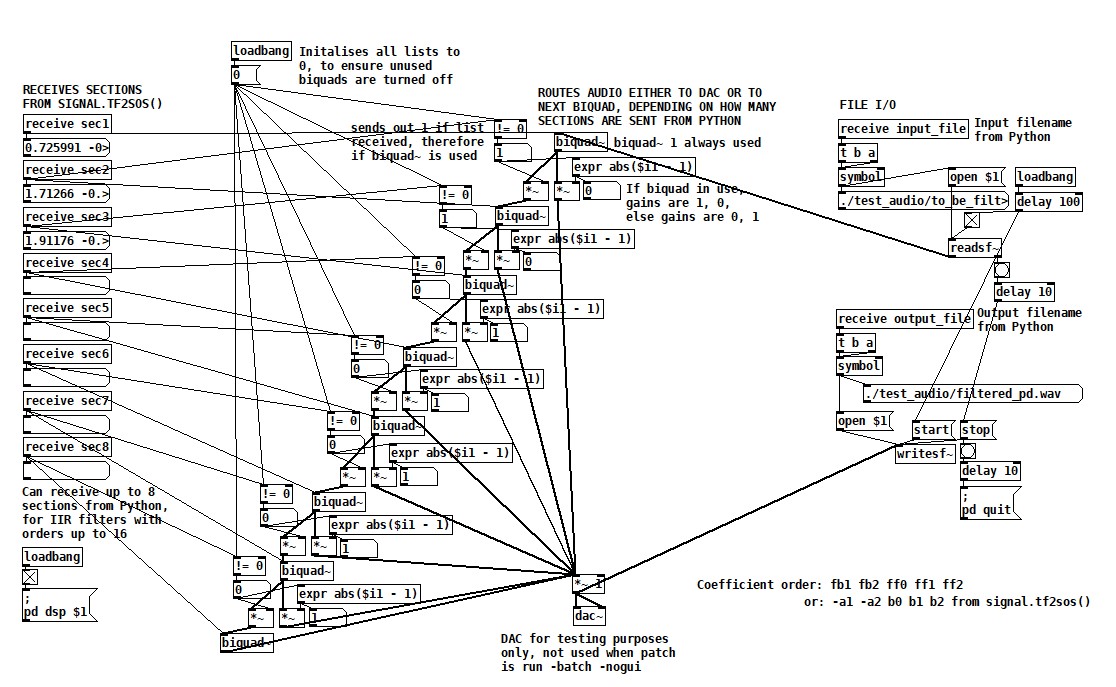 loadbang
0
Initalises all lists to
0, to ensure unused
biquads are turned off
RECEIVES SECTIONS
FROM SIGNAL.TF2SOS()
receive sec1
0.725991 -0>
receive sec2
1.71266 -0.>
receive sec3
1.91176 -0.>
receive sec4
receive sec5
receive sec6
receive sec7
receive sec8
Can receive up to 8
sections from Python,
for IIR filters with
orders up to 16
loadbang
;
pd dsp $1
sends out 1 if list
received, therefore
if biquad~ is used
ROUTES AUDIO EITHER TO DAC OR TO
NEXT BIQUAD, DEPENDING ON HOW MANY
SECTIONS ARE SENT FROM PYTHON
!= 0
1
biquad~
biquad~ 1 always used
expr abs($i1 - 1)
*~
*~
0
If biquad in use,
gains are 1, 0,
else gains are 0, 1
!= 0
1
biquad~
expr abs($i1 - 1)
*~
*~
0
!= 0
0
biquad~
expr abs($i1 - 1)
*~
*~
1
!= 0
0
biquad~
expr abs($i1 - 1)
*~
*~
1
!= 0
0
biquad~
expr abs($i1 - 1)
*~
*~
1
!= 0
0
biquad~
expr abs($i1 - 1)
*~
*~
1
!= 0
0
biquad~
expr abs($i1 - 1)
*~
*~
1
biquad~
*~ 1
dac~
DAC for testing purposes
only, not used when patch
is run -batch -nogui
FILE I/O
receive input_file
Input filename
from Python
t b a
symbol
open $1
loadbang
./test_audio/to_be_filt>
delay 100
readsf~
delay 10
receive output_file
Output filename
from Python
t b a
symbol
./test_audio/filtered_pd.wav
open $1
start
stop
writesf~
delay 10
;
pd quit
Coefficient order: fb1 fb2 ff0 ff1 ff2
or: -a1 -a2 b0 b1 b2 from signal.tf2sos()